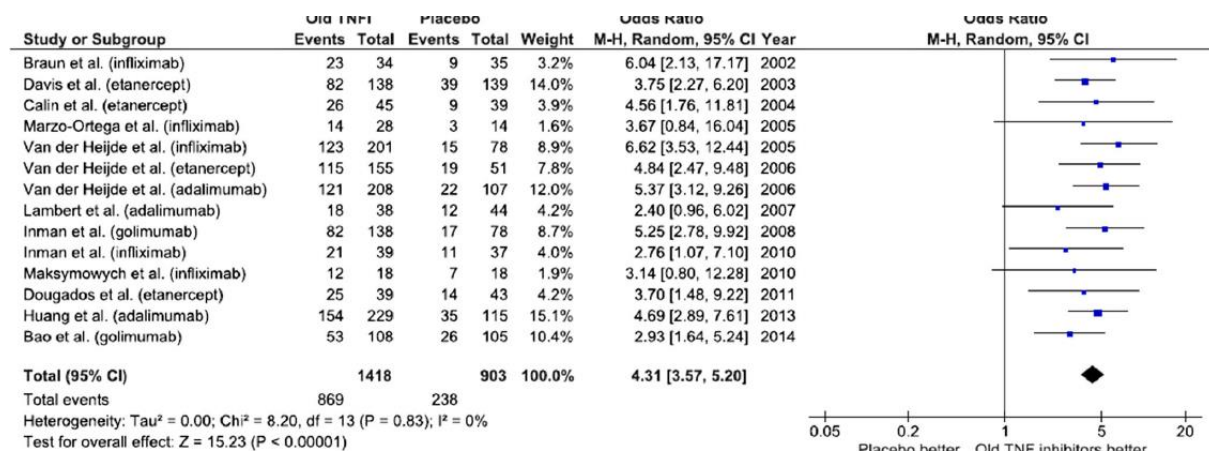 Old TNFI Placebo Odds Ratio Odds Ratio
Study or Subgroup Events Total Events Total Weight M-H, Random, 95% CI Year M-H, Random, 95% CI
Braun et al. (infliximab) 23 34 9 35 3.2% 6.04 [2.13, 17.17] 2002
Davis et al. (etanercept) 82 138 39 139 14.0% 3.75 [2.27, 6.20] 2003
Calin et al. (etanercept) 26 45 9 39 3.9% 4.56 [1.76, 11.81] 2004
Marzo-Ortega et al. (infliximab) 14 28 3 14 1.6% 3.67 [0.84, 16.04] 2005
Van der Heijde et al. (infliximab) 123 201 15 78 8.9% 6.62 [3.53, 12.44] 2005
Van der Heijde et al. (etanercept) 115 155 19 51 7.8% 4.84 [2.47, 9.48] 2006
Van der Heijde et al. (adalimumab) 121 208 22 107 12.0% 5.37 [3.12, 9.26] 2006
Lambert et al. (adalimumab) 18 38 12 44 4.2% 2.40 [0.96, 6.02] 2007
Inman et al. (golimumab) 82 138 17 78 8.7% 5.25 [2.78, 9.92] 2008
Inman et al. (infliximab) 21 39 11 37 4.0% 2.76 [1.07, 7.10] 2010
Maksymowych et al. (infliximab) 12 18 7 18 1.9% 3.14 [0.80, 12.28] 2010
Dougados et al. (etanercept) 25 39 14 43 4.2% 3.70 [1.48, 9.22] 2011
Huang et al. (adalimumab) 154 229 35 115 15.1% 4.69 [2.89, 7.61] 2013
Bao et al. (golimumab) 53 108 26 105 10.4% 2.93 [1.64, 5.24] 2014
Total (95% CI) 1418 903 100.0% 4.31 [3.57, 5.20]
Total events 869 238
Heterogeneity: Tau² = 0.00; Chi² = 8.20, df = 13 (P = 0.83); I² = 0%
Test for overall effect: Z = 15.23 (P < 0.00001)
0.05 0.2 1 5 20
Placebo better Old TNF inhibitors better